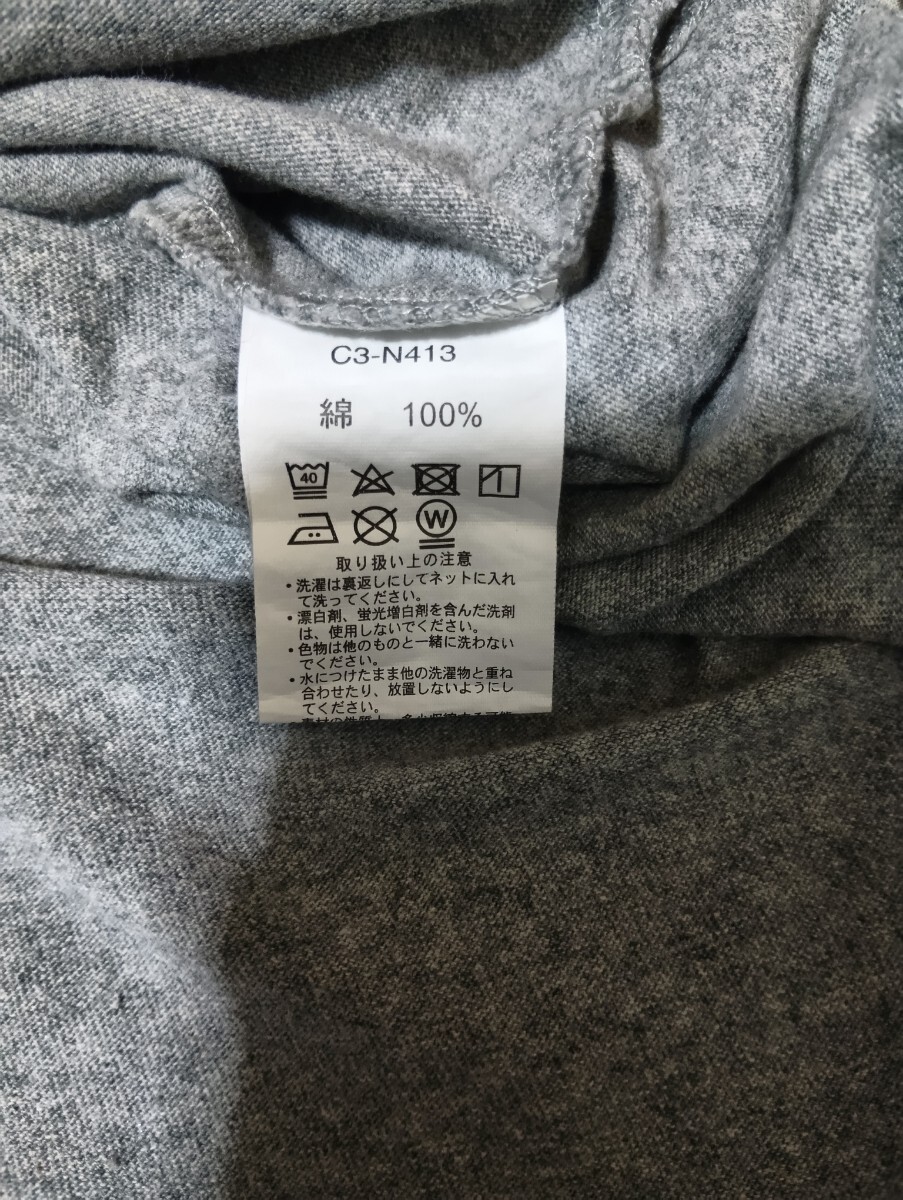 C3-N413
綿 100%
40
W
取り扱い上の注意
・洗濯は裏返しにしてネットに入れ
て洗ってください。
・漂白剤、蛍光増白剤を含んだ洗剤
は、使用しないでください。
・色物は他のものと一緒に洗わない
でください。
・水につけたまま他の洗濯物と重ね
合わせたり、放置しないようにし
てください。